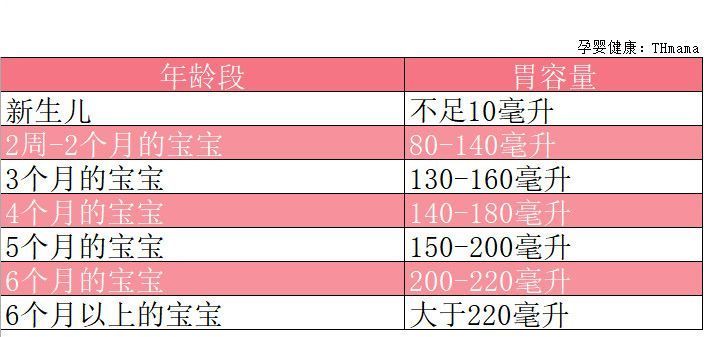 孕婴健康：THmama
年龄段 胃容量
新生儿 不足10毫升
2周-2个月的宝宝 80-140毫升
3个月的宝宝 130-160毫升
4个月的宝宝 140-180毫升
5个月的宝宝 150-200毫升
6个月的宝宝 200-220毫升
6个月以上的宝宝 大于220毫升